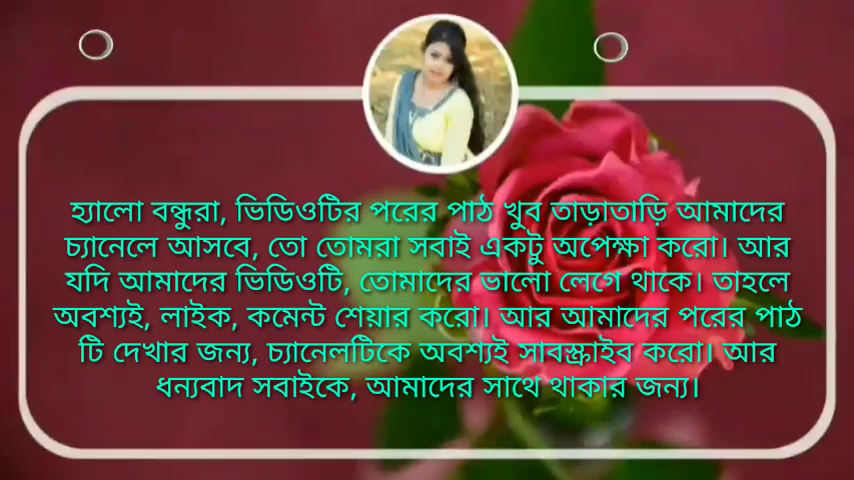 হ্যালো বন্ধুরা, ভিডিওটির পরের পাঠ খুব তাড়াতাড়ি আমাদের
চ্যানেলে আসবে, তো তোমরা সবাই একটু অপেক্ষা করো। আর
যদি আমাদের ভিডিওটি, তোমাদের ভালো লেগে থাকে। তাহলে
অবশ্যই, লাইক, কমেন্ট শেয়ার করো। আর আমাদের পরের পাঠ
টি দেখার জন্য, চ্যানেলটিকে অবশ্যই সাবস্ক্রাইব করো। আর
ধন্যবাদ সবাইকে, আমাদের সাথে থাকার জন্য।